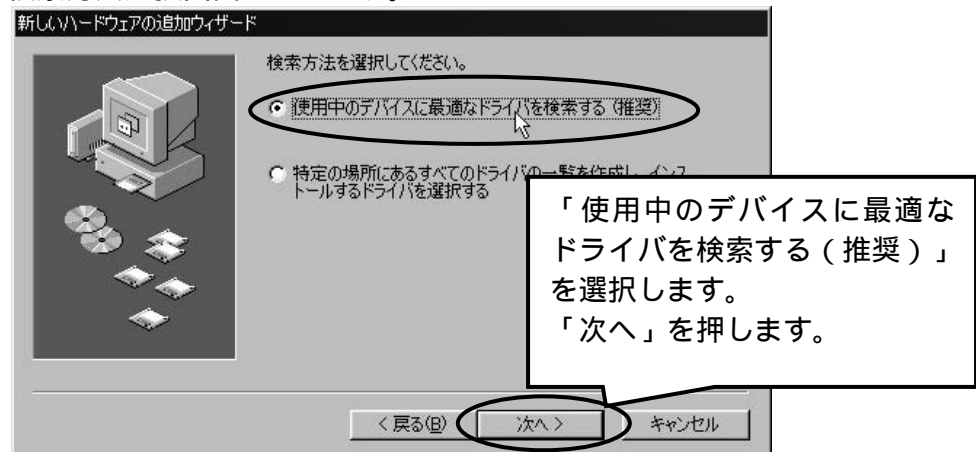 新しいハードウェアの追加ウィザード
検索方法を選択してください。
使用中のデバイスに最適なドライバを検索する（推奨）
特定の場所にあるすべてのドライバの一覧を作成し、インス
トールするドライバを選択する
「使用中のデバイスに最適な
ドライバを検索する（推奨）」
を選択します。
「次へ」を押します。
< 戻る(B)
次へ >
キャンセル